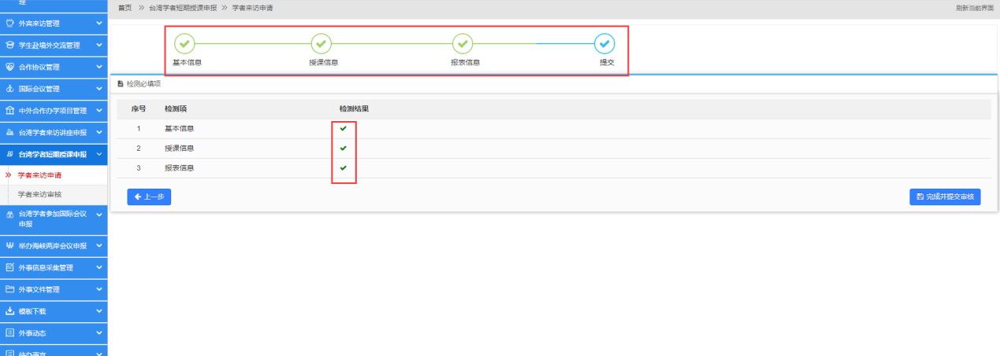 理
外宾来访管理
学生赴境外交流管理
合作协议管理
国际会议管理
中外合作办学项目管理
台湾学者来访讲座申报
台湾学者短期授课申报
学者来访申请
学者来访审核
台湾学者参加国际会议
申报
举办海峡两岸会议申报
外事信息采集管理
外事文件管理
模板下载
外事动态
待办事宜
首页 台湾学者短期授课申报 学者来访申请
刷新当前界面
基本信息 授课信息 报表信息 提交
检测必填项
序号 检测项 检测结果
1 基本信息
2 授课信息
3 报表信息
上一步
完成并提交审核